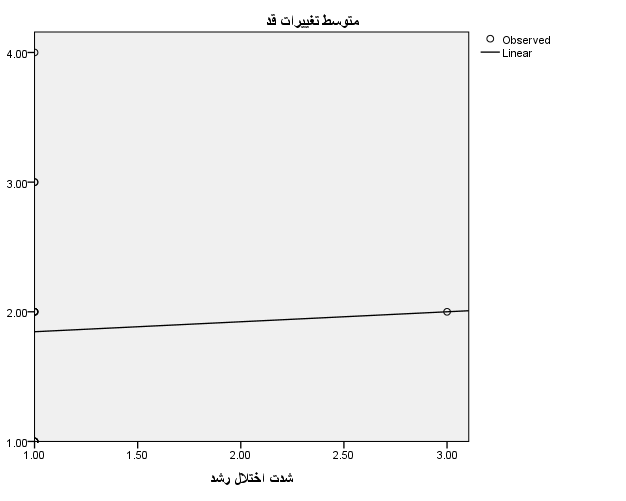 متوسط تغییرات قد
Observed
Linear
4.00
3.00
2.00
1.00
1.00 1.50 2.00 2.50 3.00
شدت اختلال رشد